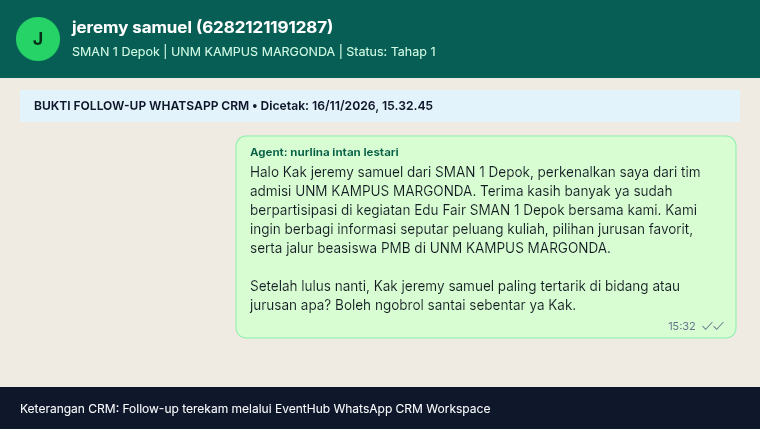 J
jeremy samuel (6282121191287)
SMAN 1 Depok | UNM KAMPUS MARGONDA | Status: Tahap 1
BUKTI FOLLOW-UP WHATSAPP CRM • Dicetak: 16/11/2026, 15.32.45
Agent: nurlina intan lestari
Halo Kak jeremy samuel dari SMAN 1 Depok, perkenalkan saya dari tim
admisi UNM KAMPUS MARGONDA. Terima kasih banyak ya sudah
berpartisipasi di kegiatan Edu Fair SMAN 1 Depok bersama kami. Kami
ingin berbagi informasi seputar peluang kuliah, pilihan jurusan favorit,
serta jalur beasiswa PMB di UNM KAMPUS MARGONDA.
Setelah lulus nanti, Kak jeremy samuel paling tertarik di bidang atau
jurusan apa? Boleh ngobrol santai sebentar ya Kak.
15:32
Keterangan CRM: Follow-up terekam melalui EventHub WhatsApp CRM Workspace